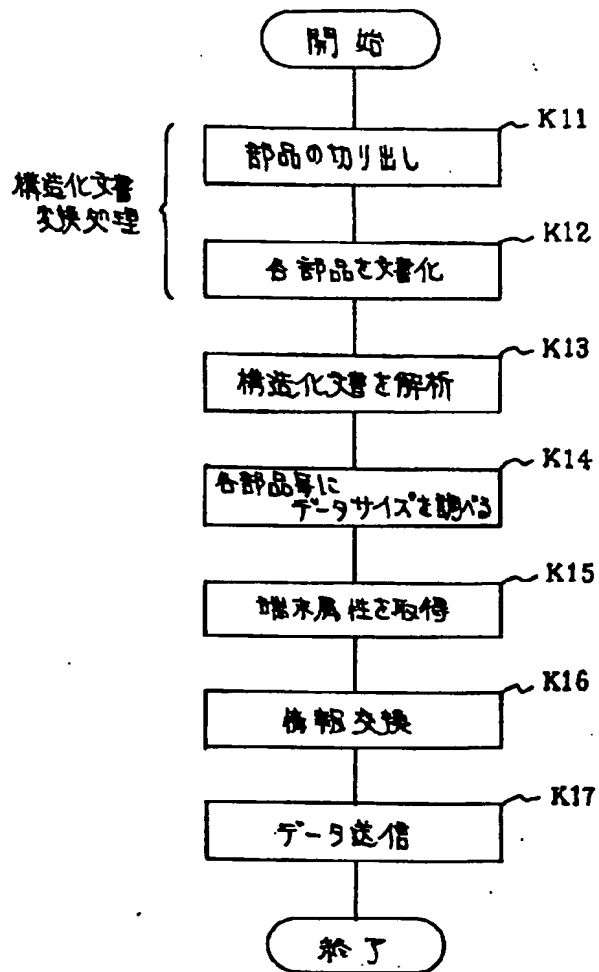 開始
K11
部品の切り出し
構造化文書
変換処理
K12
各部品を文書化
K13
構造化文書を解析
K14
各部品毎に
データサイズを調べる
K15
端末属性を取得
K16
情報交換
K17
データ送信
終了